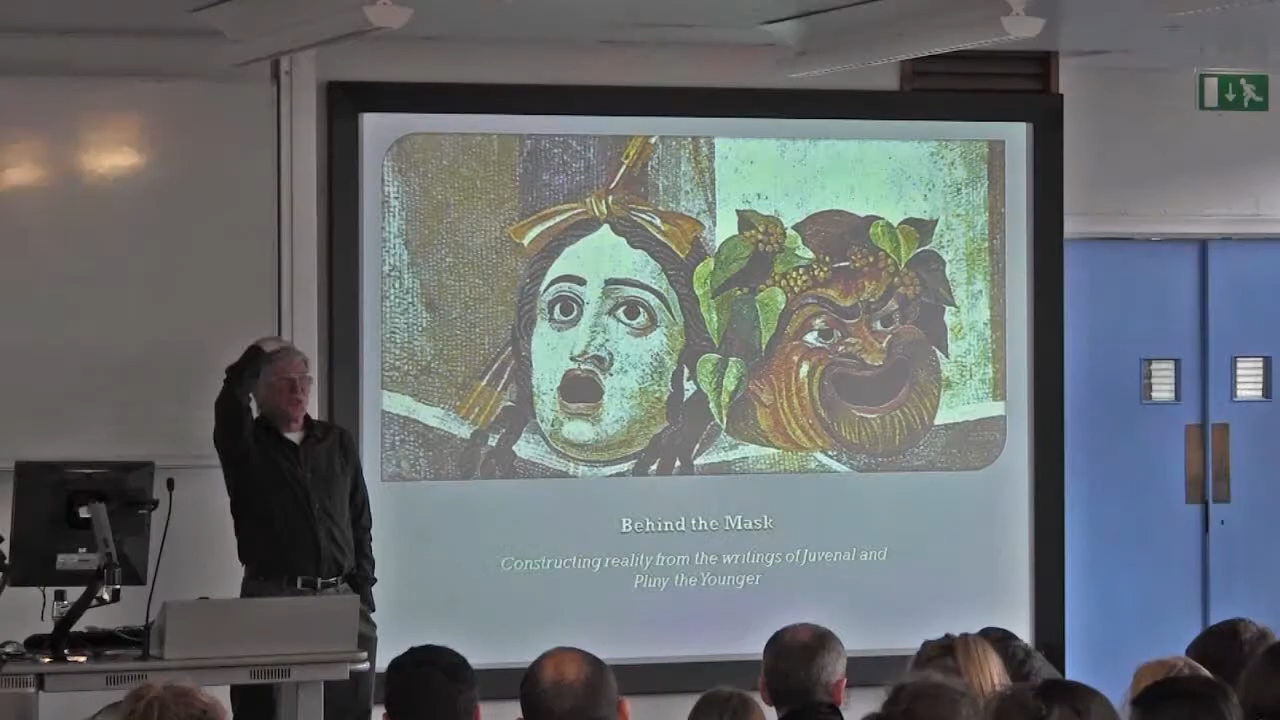 Behind the Mask
Constructing reality from the writings of Juvenal and
Pliny the Younger